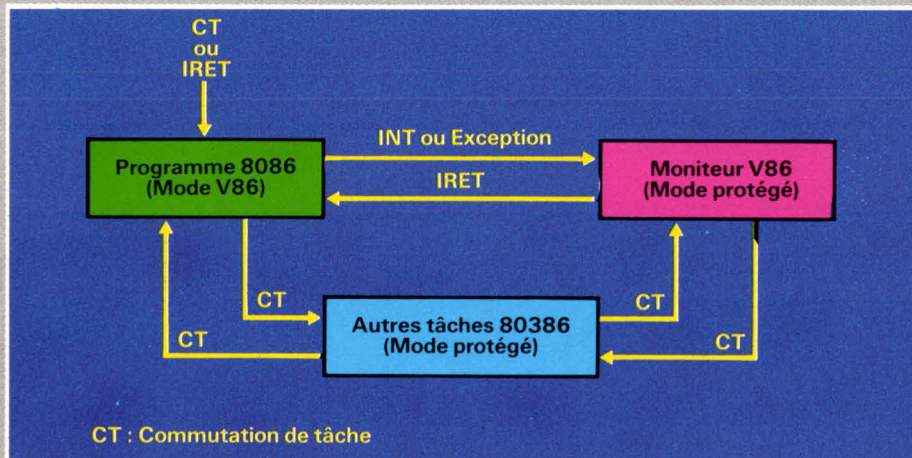 CT
ou
IRET
Programme 8086
(Mode V86)
INT ou Exception
IRET
Moniteur V86
(Mode protégé)
CT
CT
Autres tâches 80386
(Mode protégé)
CT
CT
CT : Commutation de tâche